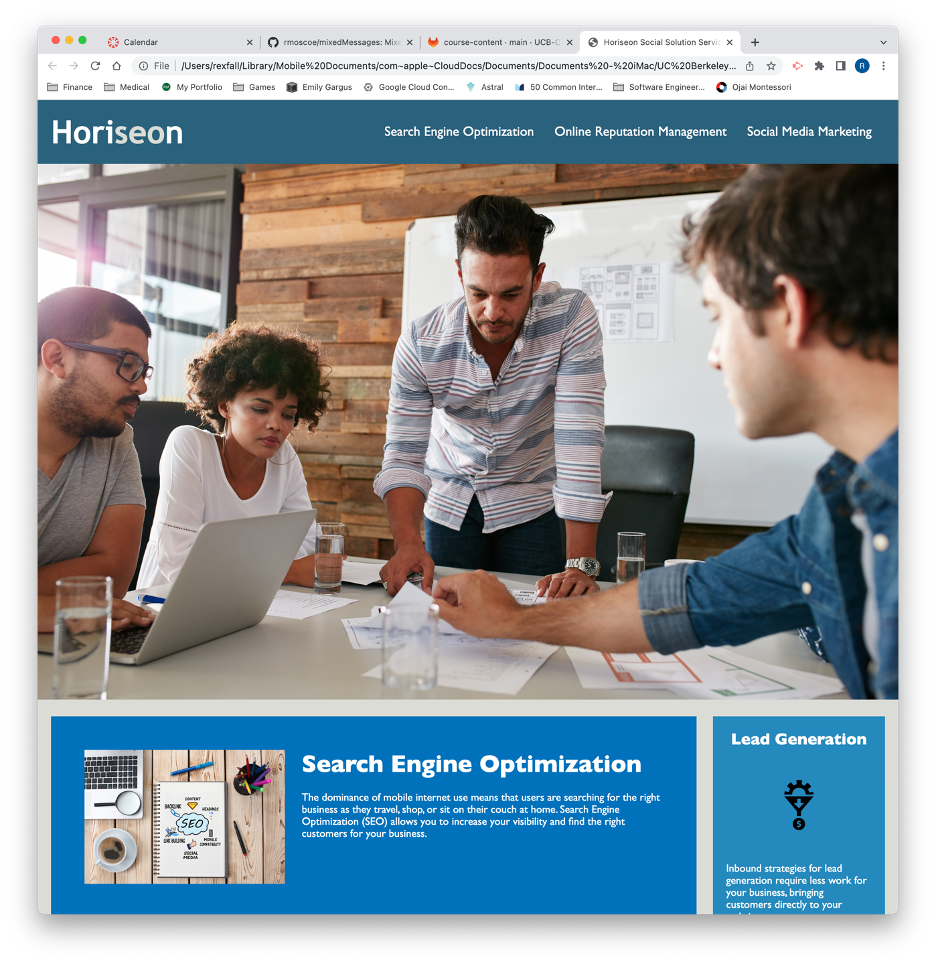 Calendar
rmoscoe/mixedMessages: Mixe
course-content · main · UCB-C
Horiseon Social Solution Servic
File
/Users/rexfall/Library/Mobile%20Documents/com~apple~CloudDocs/Documents/Documents%20-%20iMac/UC%20Berkeley...
R
Finance
Medical
My Portfolio
Games
Emily Gargus
Google Cloud Con...
Astral
50 Common Inter...
Software Engineer...
Ojai Montessori
Horiseon
Search Engine Optimization
Online Reputation Management
Social Media Marketing
CONTENT
BACKLINK
HEADINGS
SEO
LINK BUILDING
MOBILE
COMPATIBILITY
SOCIAL
MEDIA
Search Engine Optimization
The dominance of mobile internet use means that users are searching for the right
business as they travel, shop, or sit on their couch at home. Search Engine
Optimization (SEO) allows you to increase your visibility and find the right
customers for your business.
Lead Generation
$
Inbound strategies for lead
generation require less work for
your business, bringing
customers directly to your